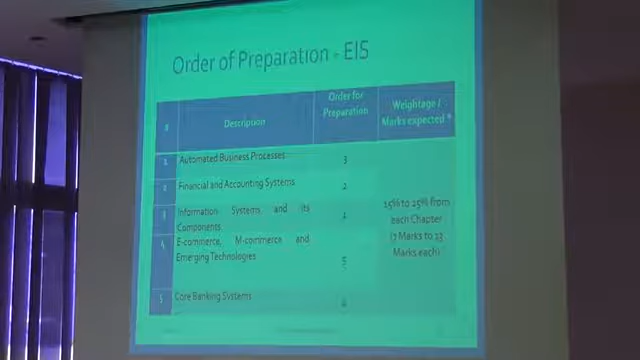 Order of Preparation - EIS
# Description Order for Preparation Weightage / Marks expected *
1 Automated Business Processes 3
2 Financial and Accounting Systems 2
3 Information Systems and its
Components 1
4 E-commerce, M-commerce and
Emerging Technologies 5
5 Core Banking Systems 4
15% to 25% from
each Chapter
(7 Marks to 13
Marks each)